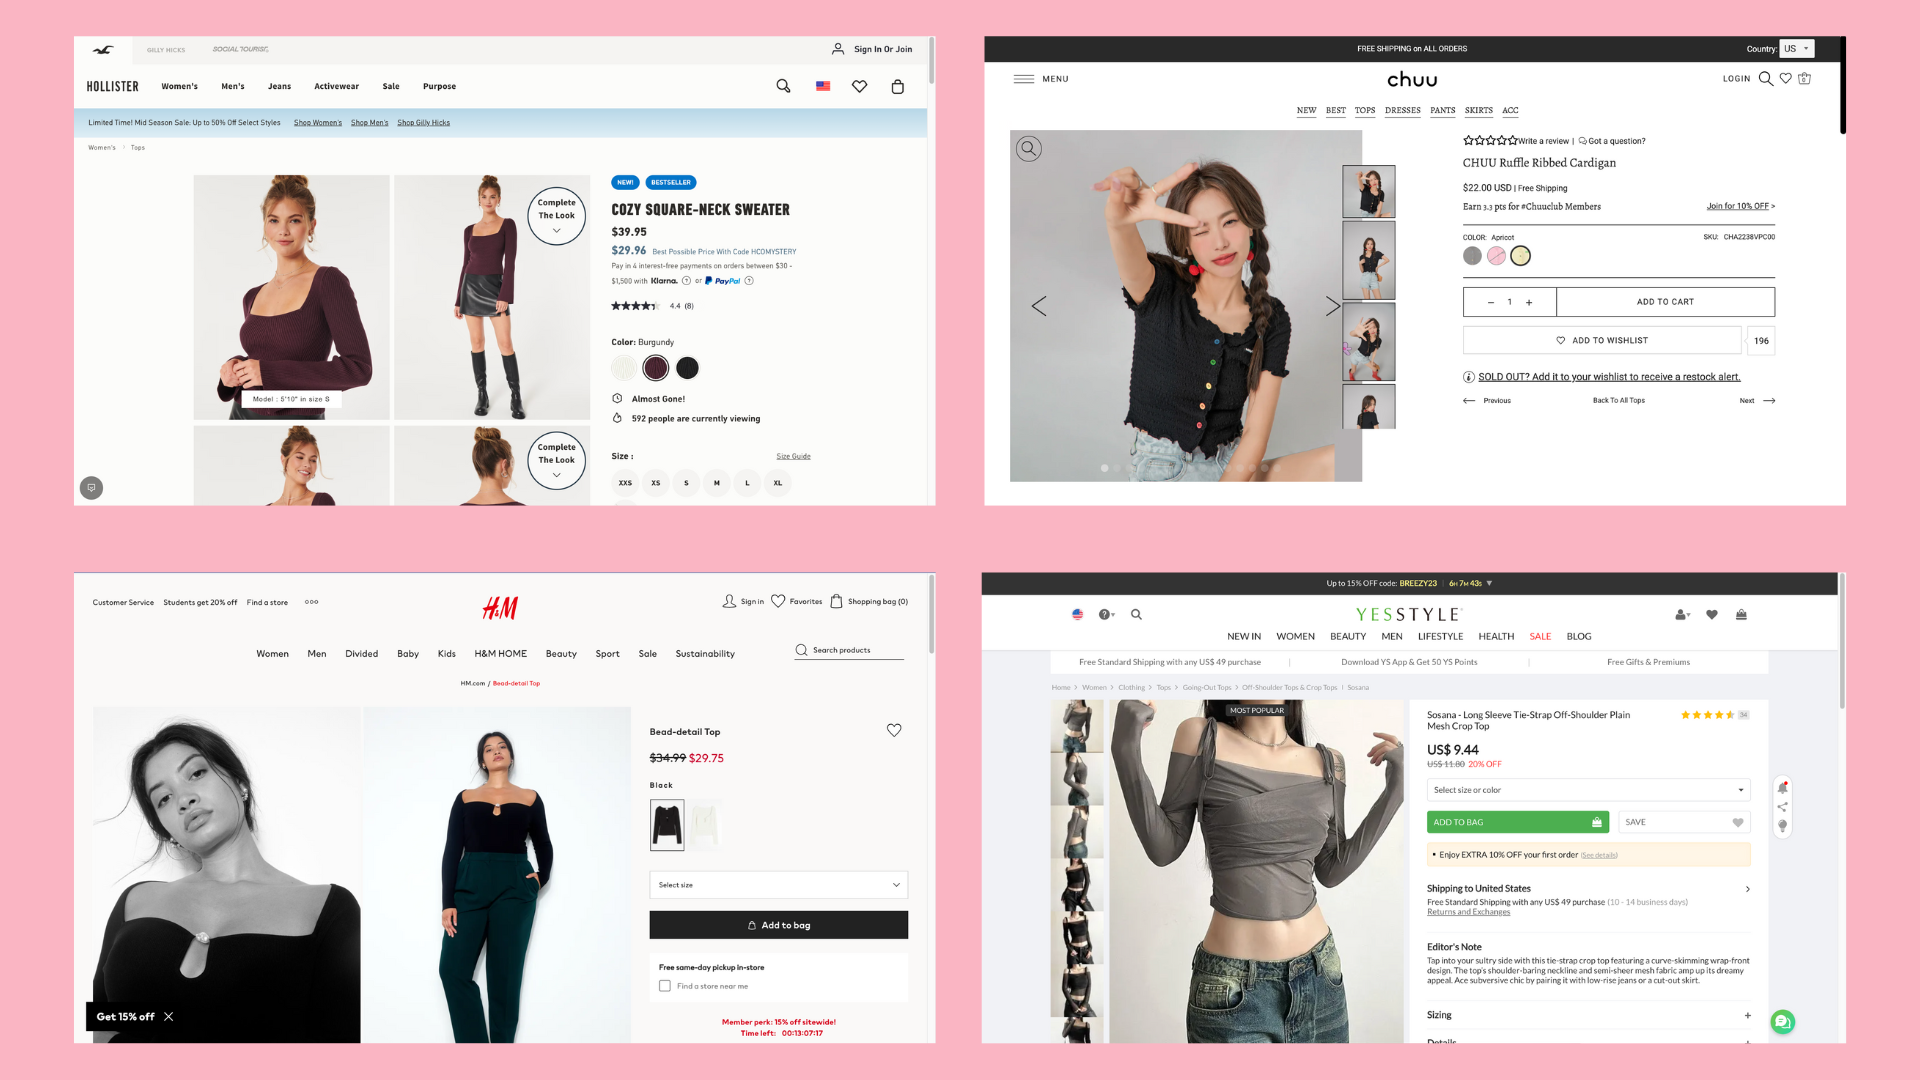 GILLY HICKS
SOCIAL TOURIST.
Sign In Or Join
HOLLISTER
Women's
Men's
Jeans
Activewear
Sale
Purpose
Limited Time! Mid Season Sale: Up to 50% Off Select Styles
Shop Women's
Shop Men's
Shop Gilly Hicks
Women's
Tops
Complete
The Look
Model : 5'10" in size S
Complete
The Look
NEW!
BESTSELLER
COZY SQUARE-NECK SWEATER
$39.95
$29.96 Best Possible Price With Code HCOMYSTERY
Pay in 4 interest-free payments on orders between $30 -
$1,500 with Klarna. ? or PayPal ?
4.4 (8)
Color: Burgundy
Almost Gone!
592 people are currently viewing
Size :
Size Guide
XXS
XS
S
M
L
XL
FREE SHIPPING on ALL ORDERS
Country: US
MENU
chuu
LOGIN
0
NEW
BEST
TOPS
DRESSES
PANTS
SKIRTS
ACC
Write a review | Got a question?
CHUU Ruffle Ribbed Cardigan
$22.00 USD | Free Shipping
Earn 3.3 pts for #Chuuclub Members
Join for 10% OFF >
COLOR: Apricot
SKU: CHA2238VPC00
− 1 +
ADD TO CART
ADD TO WISHLIST
196
SOLD OUT? Add it to your wishlist to receive a restock alert.
Previous
Back To All Tops
Next
Customer Service
Students get 20% off
Find a store
H&M
Sign in
Favorites
Shopping bag (0)
Women
Men
Divided
Baby
Kids
H&M HOME
Beauty
Sport
Sale
Sustainability
Search products
HM.com / Bead-detail Top
Get 15% off
Bead-detail Top
$34.99 $29.75
Black
Select size
Add to bag
Free same-day pickup in-store
Find a store near me
Member perk: 15% off sitewide!
Time left: 00:13:07:17
Up to 15% OFF code: BREEZY23 | 6H 7M 43S
?
YESSTYLE
NEW IN
WOMEN
BEAUTY
MEN
LIFESTYLE
HEALTH
SALE
BLOG
Free Standard Shipping with any US$ 49 purchase
Download YS App & Get 50 YS Points
Free Gifts & Premiums
Home > Women > Clothing > Tops > Going-Out Tops > Off-Shoulder Tops & Crop Tops | Sosana
MOST POPULAR
Sosana - Long Sleeve Tie-Strap Off-Shoulder Plain
Mesh Crop Top
US$ 9.44
US$ 11.80 20% OFF
Select size or color
ADD TO BAG
SAVE
• Enjoy EXTRA 10% OFF your first order (See details)
Shipping to United States
Free Standard Shipping with any US$ 49 purchase (10 - 14 business days)
Returns and Exchanges
Editor's Note
Tap into your sultry side with this tie-strap crop top featuring a curve-skimming wrap-front
design. The top's shoulder-baring neckline and semi-sheer mesh fabric amp up its dreamy
appeal. Ace subversive chic by pairing it with low-rise jeans or a cut-out skirt.
Sizing +
Details